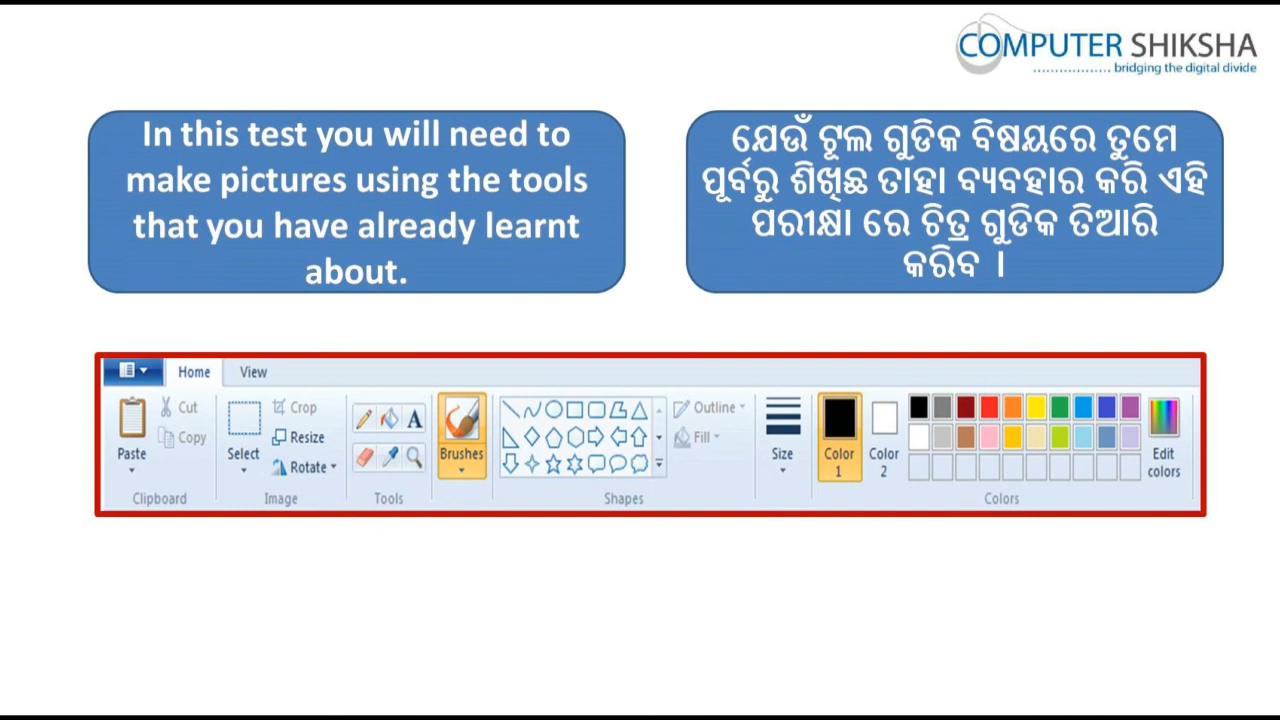 COMPUTER SHIKSHA
bridging the digital divide
In this test you will need to
make pictures using the tools
that you have already learnt
about.
ଯେଉଁ ଟୂଲ ଗୁଡିକ ବିଷୟରେ ତୁମେ
ପୂର୍ବରୁ ଶିଖିଛ ତାହା ବ୍ୟବହାର କରି ଏହି
ପରୀକ୍ଷା ରେ ଚିତ୍ର ଗୁଡିକ ତିଆରି
କରିବ ।
Home View
Cut
Copy
Paste
Clipboard
Crop
Resize
Rotate
Select
Image
A
Tools
Brushes
Outline
Fill
Shapes
Size
Color
1
Color
2
Edit
colors
Colors